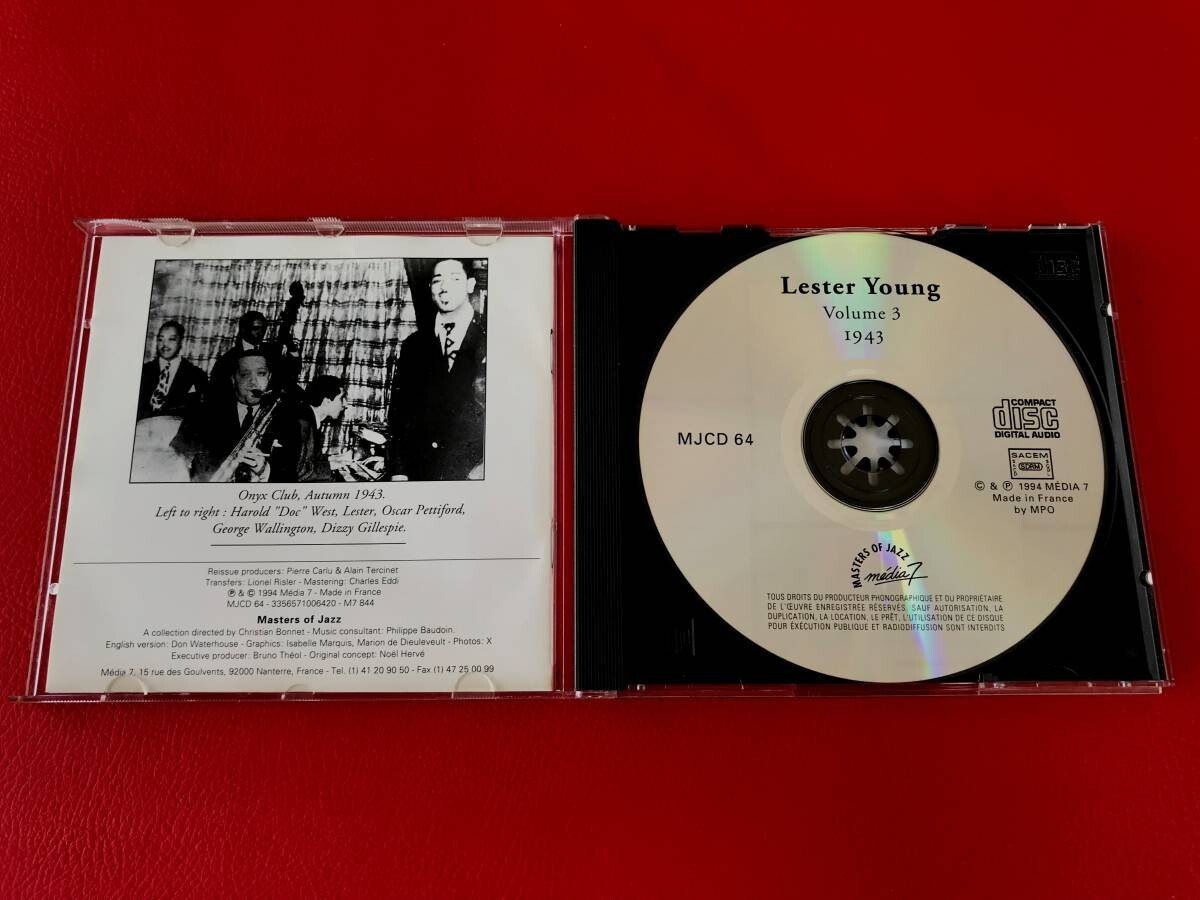 Onyx Club, Autumn 1943.
Left to right : Harold "Doc" West, Lester, Oscar Pettiford,
George Wallington, Dizzy Gillespie.
Reissue producers: Pierre Carlu & Alain Tercinet
Transfers: Lionel Risler - Mastering: Charles Eddi
℗ & © 1994 Média 7 - Made in France
MJCD 64 - 3356571006420 - M7 844
Masters of Jazz
A collection directed by Christian Bonnet - Music consultant: Philippe Baudoin.
English version: Don Waterhouse - Graphics: Isabelle Marquis, Marion de Dieuleveult - Photos: X
Executive producer: Bruno Théol - Original concept: Noël Hervé
Média 7, 15 rue des Goulvents, 92000 Nanterre, France - Tel. (1) 41 20 90 50 - Fax (1) 47 25 00 99
Lester Young
Volume 3
1943
MJCD 64
COMPACT
disc
DIGITAL AUDIO
SACEM
SDRM
© & ℗ 1994 MÉDIA 7
Made in France
by MPO
MASTERS OF JAZZ
média 7
TOUS DROITS DU PRODUCTEUR PHONOGRAPHIQUE ET DU PROPRIÉTAIRE
DE L'ŒUVRE ENREGISTRÉE RÉSERVÉS, SAUF AUTORISATION, LA
DUPLICATION, LA LOCATION, LE PRÊT, L'UTILISATION DE CE DISQUE
POUR EXÉCUTION PUBLIQUE ET RADIODIFFUSION SONT INTERDITS